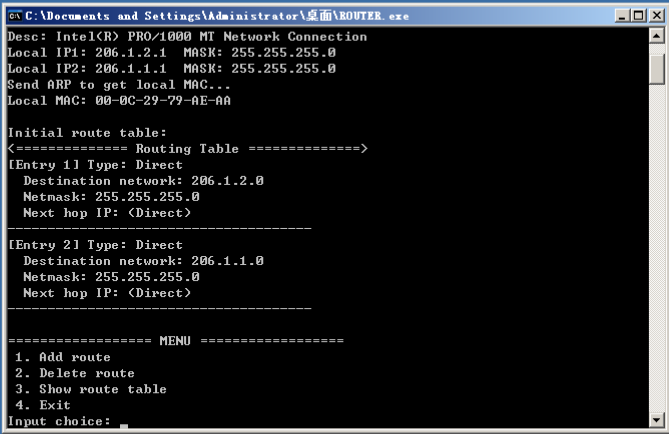 C:\Documents and Settings\Administrator\桌面\ROUTER.exe
Desc: Intel(R) PRO/1000 MT Network Connection
Local IP1: 206.1.2.1  MASK: 255.255.255.0
Local IP2: 206.1.1.1  MASK: 255.255.255.0
Send ARP to get local MAC...
Local MAC: 00-0C-29-79-AE-AA
Initial route table:
<============== Routing Table ==============>
[Entry 1] Type: Direct
  Destination network: 206.1.2.0
  Netmask: 255.255.255.0
  Next hop IP: (Direct)
--------------------------------------
[Entry 2] Type: Direct
  Destination network: 206.1.1.0
  Netmask: 255.255.255.0
  Next hop IP: (Direct)
--------------------------------------
================== MENU ==================
 1. Add route
 2. Delete route
 3. Show route table
 4. Exit
Input choice: _